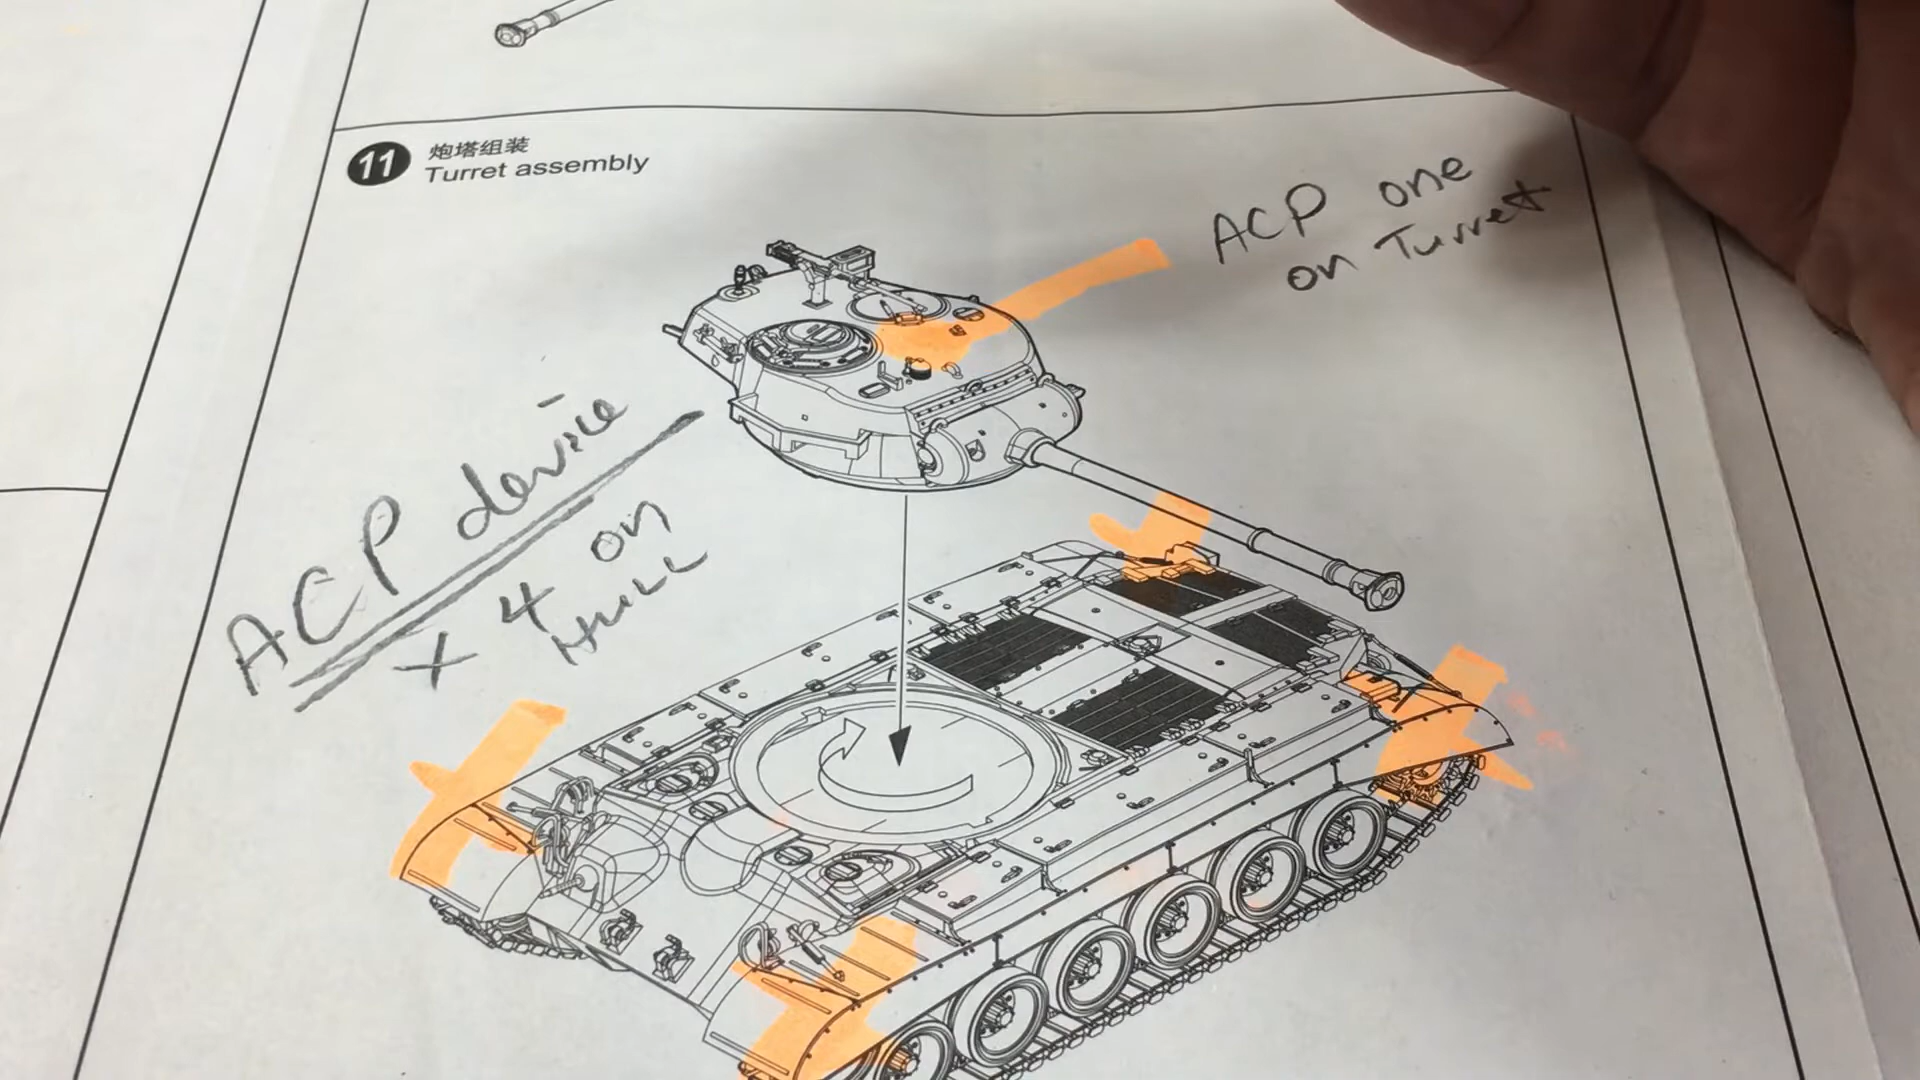 11 炮塔组装
Turret assembly
ACP one
on Turret
ACP device
x 4 on
HULL